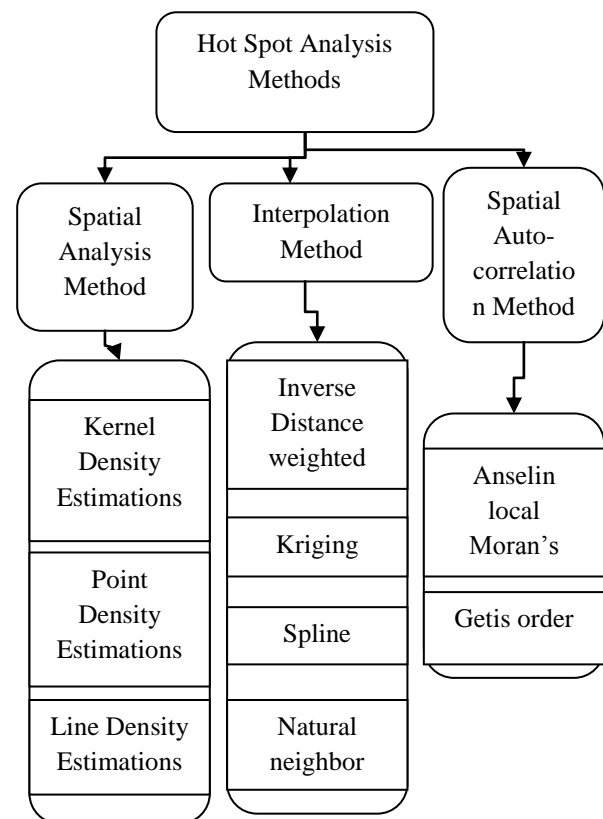 Hot Spot Analysis
Methods
Spatial
Analysis
Method
Interpolation
Method
Spatial
Auto-
correlatio
n Method
Kernel
Density
Estimations
Point
Density
Estimations
Line Density
Estimations
Inverse
Distance
weighted
Kriging
Spline
Natural
neighbor
Anselin
local
Moran’s
Getis order